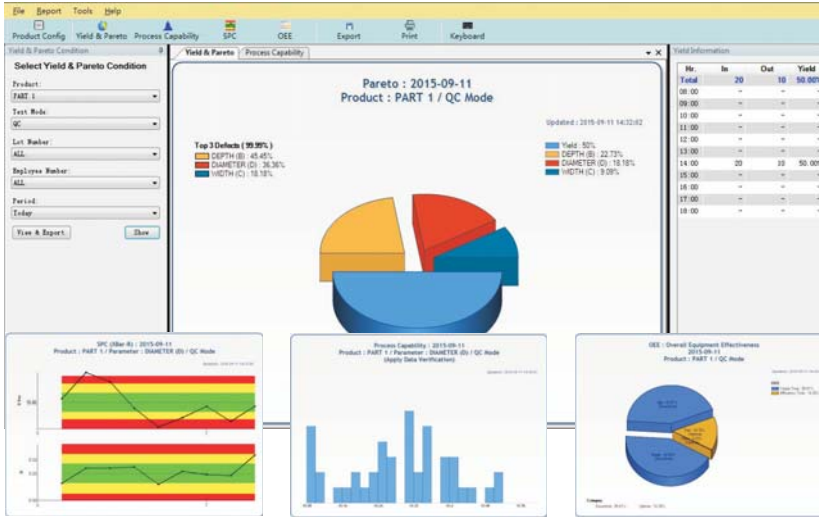 File Report Tools Help
Product Config Yield & Pareto Process Capability SPC OEE Export Print Keyboard
Yield & Pareto Condition
Select Yield & Pareto Condition
Product:
PART 1
Test Mode:
QC
Lot Number:
ALL
Employee Number:
ALL
Period:
Today
View & Export Show
Yield & Pareto Process Capability
Pareto : 2015-09-11
Product : PART 1 / QC Mode
Updated : 2015-09-11 14:32:02
Top 3 Defects ( 99.99% )
DEPTH (B) : 45.45%
DIAMETER (D) : 36.36%
WIDTH (C) : 18.18%
Yield : 50%
DEPTH (B) : 22.73%
DIAMETER (D) : 18.18%
WIDTH (C) : 9.09%
Yield Information
Hr. In Out Yield
Total 20 10 50.00%
08:00 - - -
09:00 - - -
10:00 - - -
11:00 - - -
12:00 - - -
13:00 - - -
14:00 20 10 50.00%
15:00 - - -
16:00 - - -
17:00 - - -
18:00 - - -
SPC (XBar-R) : 2015-09-11
Product : PART 1 / Parameter : DIAMETER (D) / QC Mode
Process Capability : 2015-09-11
Product : PART 1 / Parameter : DIAMETER (D) / QC Mode
(Apply Data Verification)
OEE : Overall Equipment Effectiveness
2015-09-11
Product : PART 1 / QC Mode